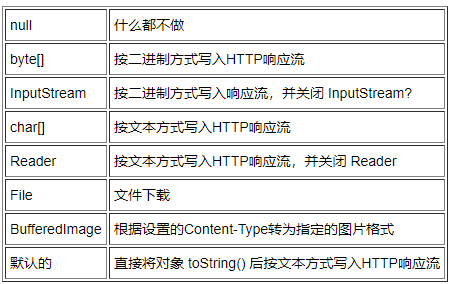 null 什么都不做
byte[] 按二进制方式写入HTTP响应流
InputStream 按二进制方式写入响应流，并关闭 InputStream?
char[] 按文本方式写入HTTP响应流
Reader 按文本方式写入HTTP响应流，并关闭 Reader
File 文件下载
BufferedImage 根据设置的Content-Type转为指定的图片格式
默认的 直接将对象 toString() 后按文本方式写入HTTP响应流